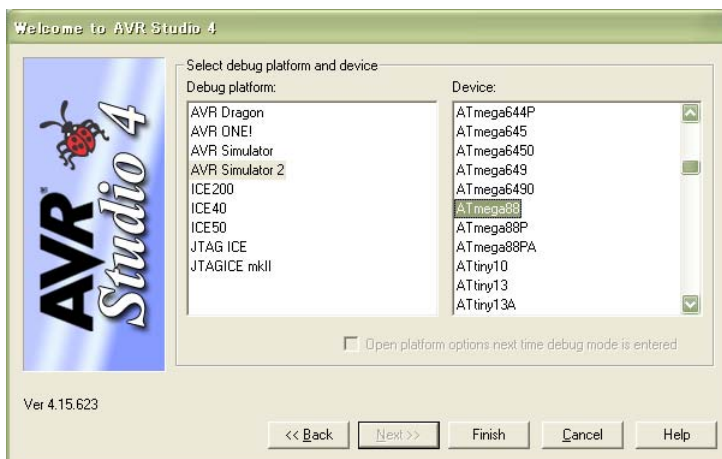 Welcome to AVR Studio 4
AVR Studio 4
Select debug platform and device
Debug platform:
AVR Dragon
AVR ONE!
AVR Simulator
AVR Simulator 2
ICE200
ICE40
ICE50
JTAG ICE
JTAGICE mkII
Device:
ATmega644P
ATmega645
ATmega6450
ATmega649
ATmega6490
ATmega88
ATmega88P
ATmega88PA
ATtiny10
ATtiny13
ATtiny13A
Open platform options next time debug mode is entered
Ver 4.15.623
<< Back
Next >>
Finish
Cancel
Help